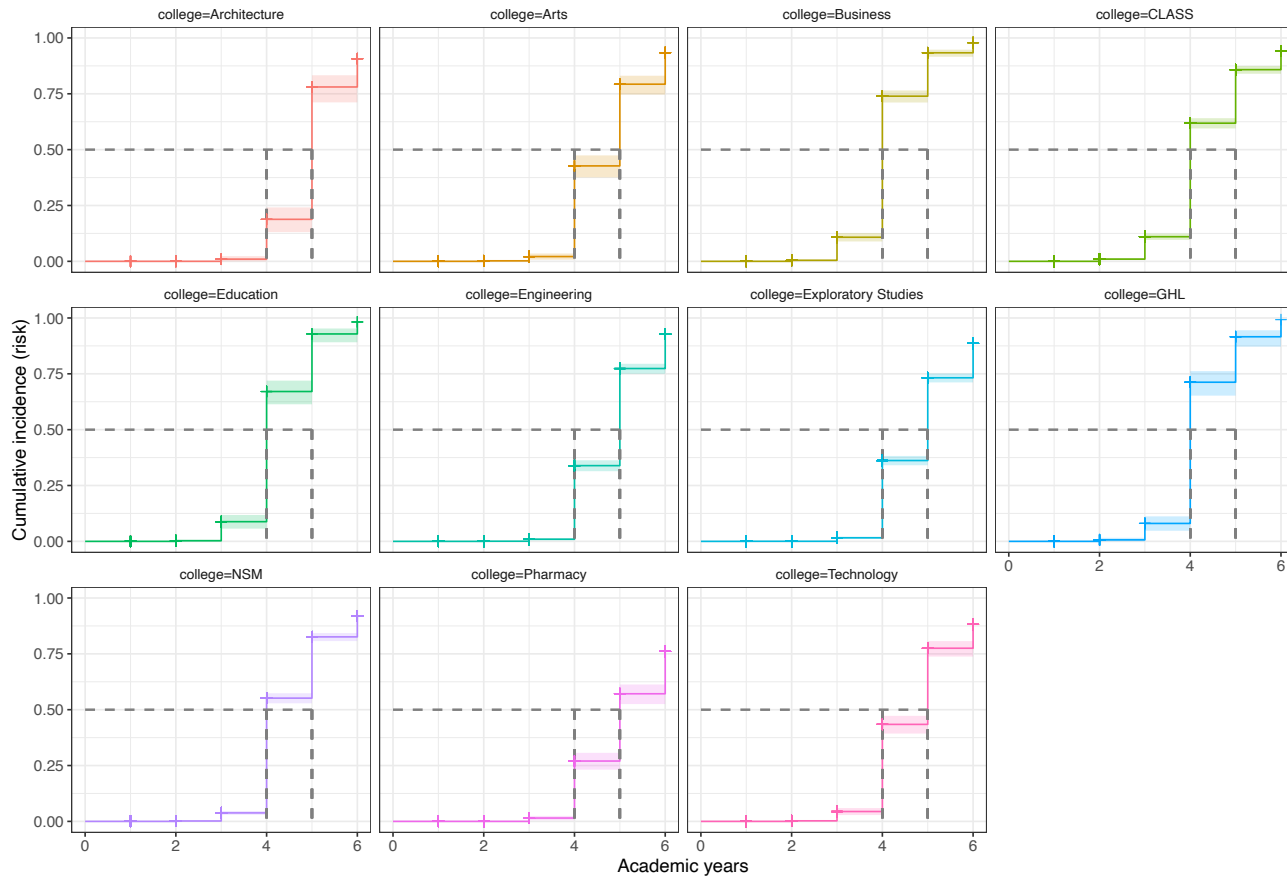 college=Architecture
college=Arts
college=Business
college=CLASS
1.00
0.75
0.50
0.25
0.00
college=Education
college=Engineering
college=Exploratory Studies
college=GHL
1.00
0.75
0.50
0.25
0.00
0 2 4 6
college=NSM
college=Pharmacy
college=Technology
1.00
0.75
0.50
0.25
0.00
0 2 4 6
0 2 4 6
0 2 4 6
Cumulative incidence (risk)
Academic years